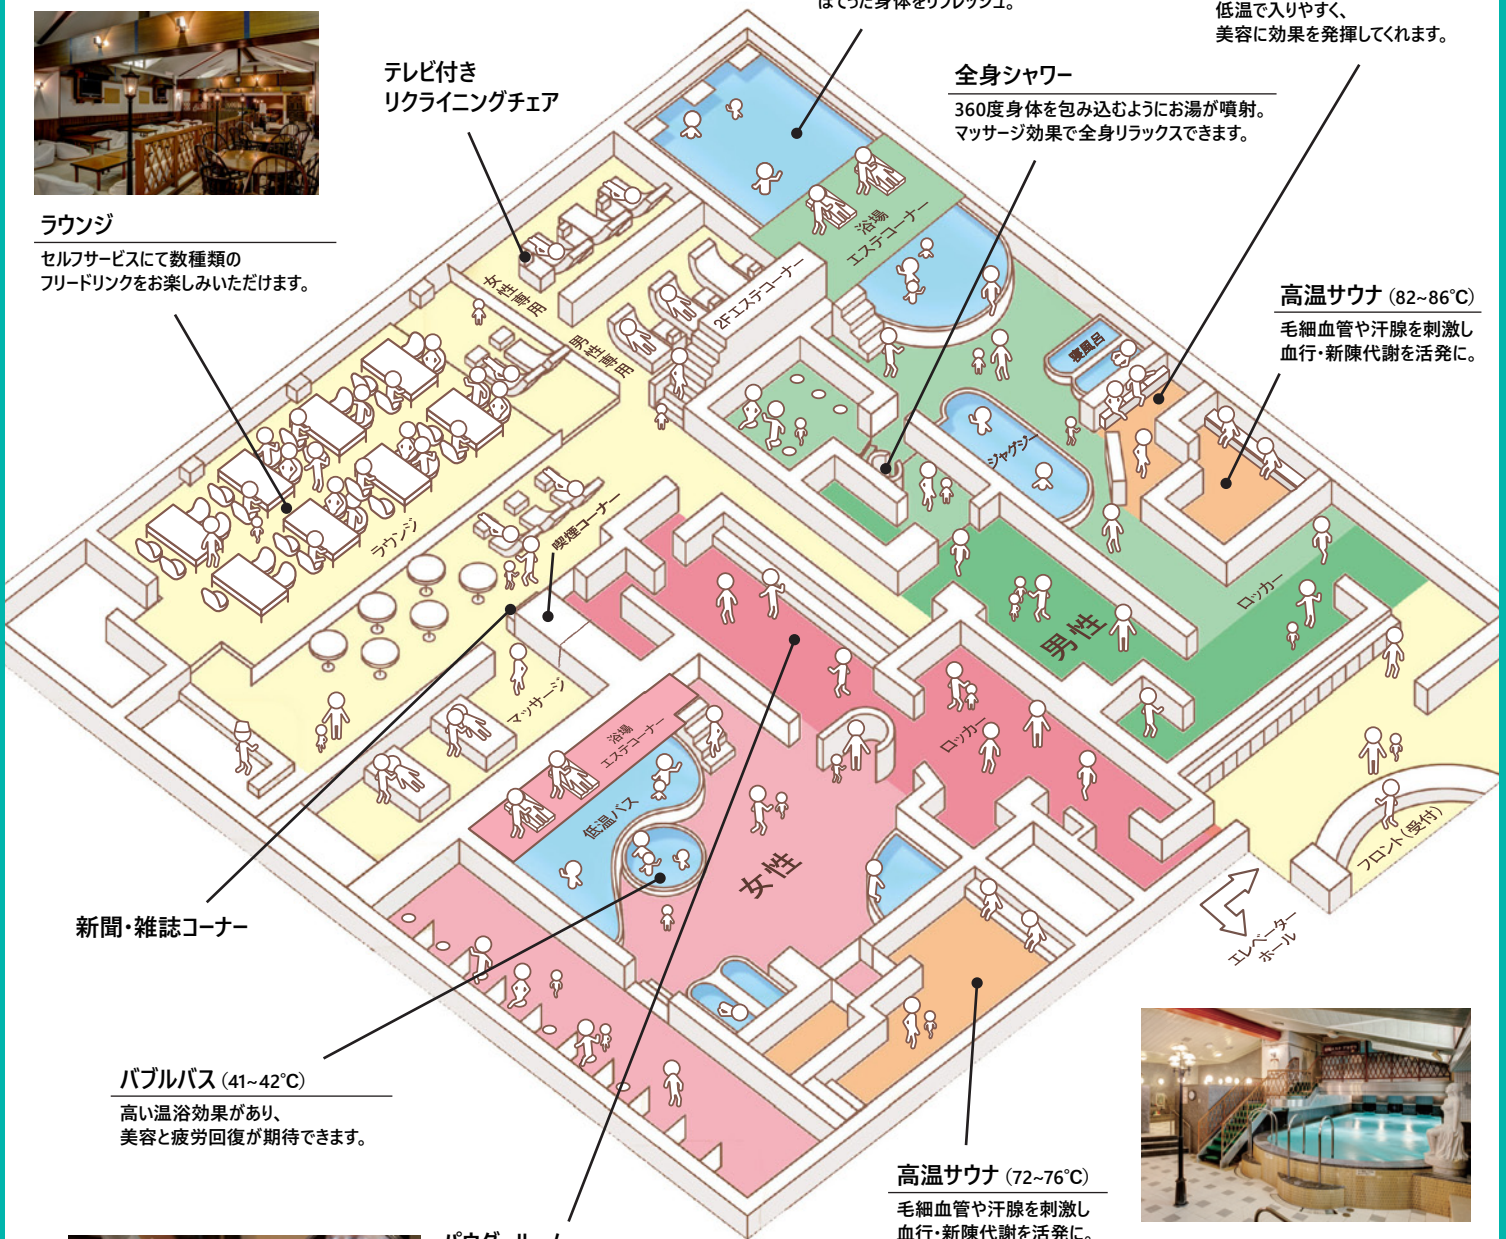 ほてった身体をリフレッシュ。
低温で入りやすく、
美容に効果を発揮してくれます。
テレビ付き
リクライニングチェア
全身シャワー
360度身体を包み込むようにお湯が噴射。
マッサージ効果で全身リラックスできます。
ラウンジ
セルフサービスにて数種類の
フリードリンクをお楽しみいただけます。
高温サウナ (82~86℃)
毛細血管や汗腺を刺激し
血行・新陳代謝を活発に。
浴場
エステコーナー
2Fエステコーナー
女性専用
男性専用
寝風呂
ジャグジー
ラウンジ
喫煙コーナー
ロッカー
男性
マッサージ
浴場
エステコーナー
ロッカー
低温バス
女性
フロント(受付)
エレベーター
ホール
新聞・雑誌コーナー
バブルバス (41~42℃)
高い温浴効果があり、
美容と疲労回復が期待できます。
高温サウナ (72~76℃)
毛細血管や汗腺を刺激し
血行・新陳代謝を活発に。
パウダールーム